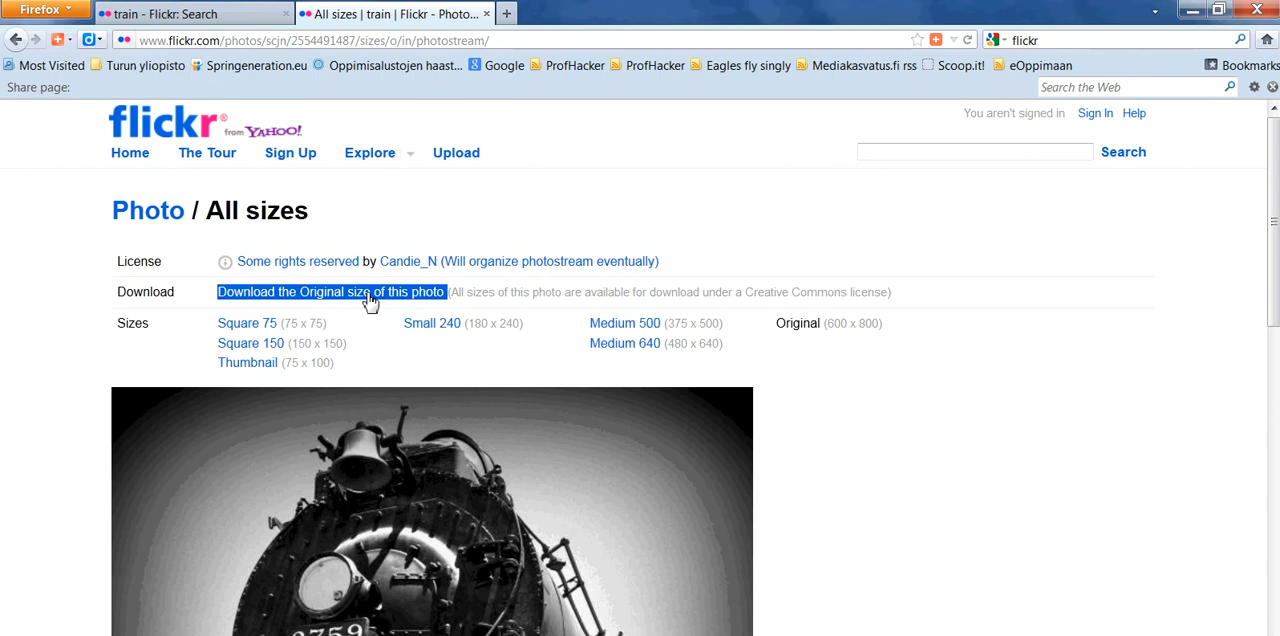 Firefox
train - Flickr: Search
All sizes | train | Flickr - Photo...
www.flickr.com/photos/scjn/2554491487/sizes/o/in/photostream/
flickr
Most Visited
Turun yliopisto
Springeneration.eu
Oppimisalustojen haast...
Google
ProfHacker
ProfHacker
Eagles fly singly
Mediakasvatus.fi rss
Scoop.it!
eOppimaan
Bookmarks
Share page:
Search the Web
flickr® from YAHOO!
You aren't signed in Sign In Help
Home The Tour Sign Up Explore Upload
Search
Photo / All sizes
License Some rights reserved by Candie_N (Will organize photostream eventually)
Download Download the Original size of this photo (All sizes of this photo are available for download under a Creative Commons license)
Sizes Square 75 (75 x 75) Small 240 (180 x 240) Medium 500 (375 x 500) Original (600 x 800)
Square 150 (150 x 150) Medium 640 (480 x 640)
Thumbnail (75 x 100)
3759